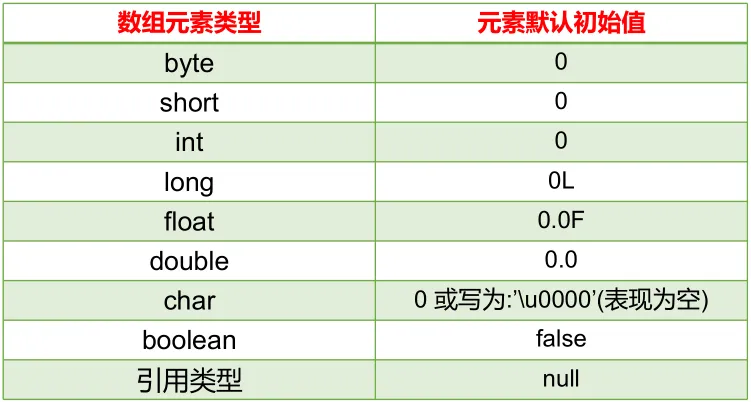 数组元素类型 元素默认初始值
byte 0
short 0
int 0
long 0L
float 0.0F
double 0.0
char 0 或写为:’\u0000’(表现为空)
boolean false
引用类型 null